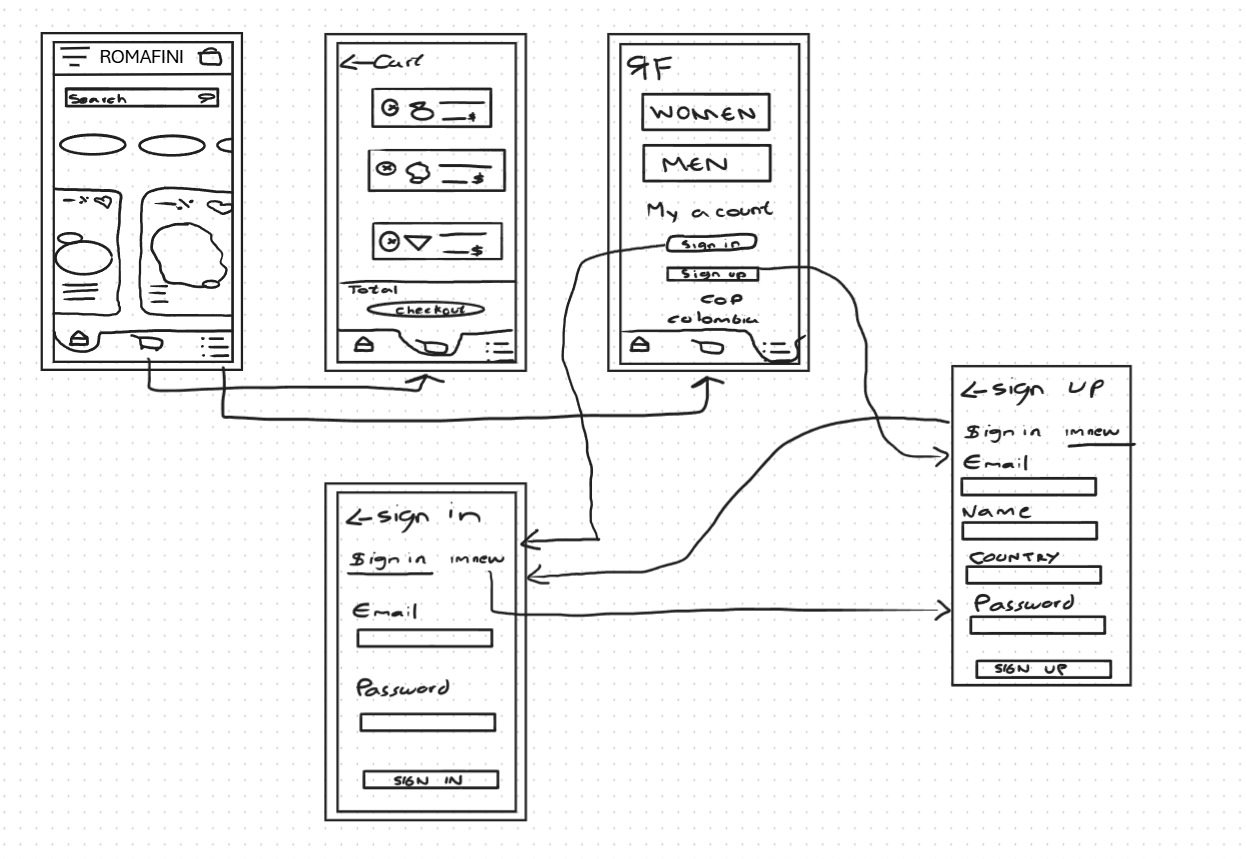 ROMAFINI
Search
Cart
$
$
$
Total
checkout
RF
WOMEN
MEN
My acount
sign in
Sign up
COP
colombia
sign up
Sign in imnew
Email
Name
COUNTRY
Password
SIGN UP
sign in
Sign in imnew
Email
Password
SIGN IN